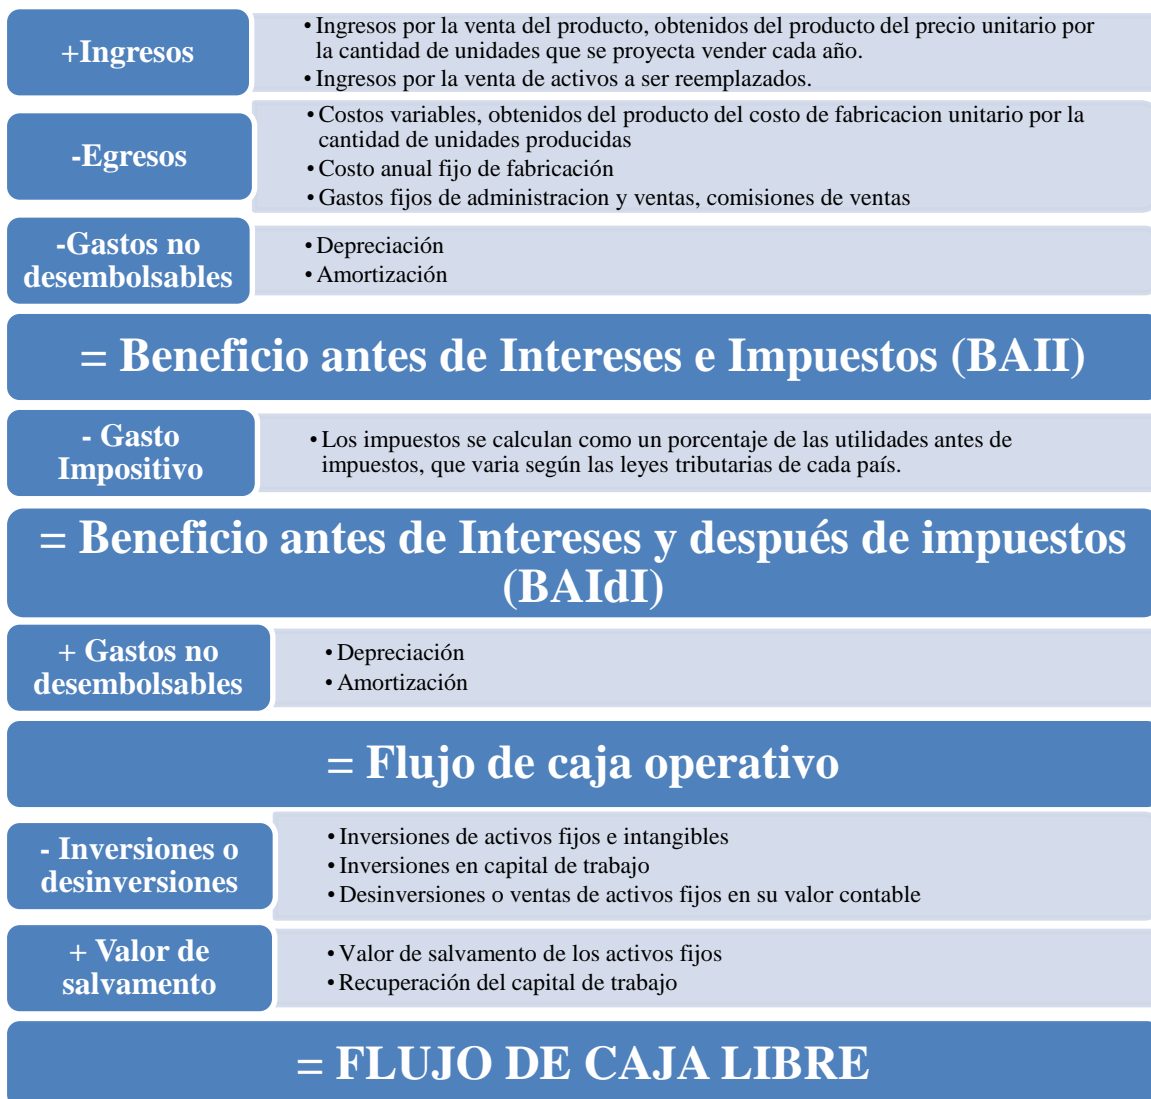 +Ingresos
• Ingresos por la venta del producto, obtenidos del producto del precio unitario por
la cantidad de unidades que se proyecta vender cada año.
• Ingresos por la venta de activos a ser reemplazados.
-Egresos
• Costos variables, obtenidos del producto del costo de fabricacion unitario por la
cantidad de unidades producidas
• Costo anual fijo de fabricación
• Gastos fijos de administracion y ventas, comisiones de ventas
-Gastos no
desembolsables
• Depreciación
• Amortización
= Beneficio antes de Intereses e Impuestos (BAII)
- Gasto
Impositivo
• Los impuestos se calculan como un porcentaje de las utilidades antes de
impuestos, que varia según las leyes tributarias de cada país.
= Beneficio antes de Intereses y después de impuestos
(BAIdI)
+ Gastos no
desembolsables
• Depreciación
• Amortización
= Flujo de caja operativo
- Inversiones o
desinversiones
• Inversiones de activos fijos e intangibles
• Inversiones en capital de trabajo
• Desinversiones o ventas de activos fijos en su valor contable
+ Valor de
salvamento
• Valor de salvamento de los activos fijos
• Recuperación del capital de trabajo
= FLUJO DE CAJA LIBRE